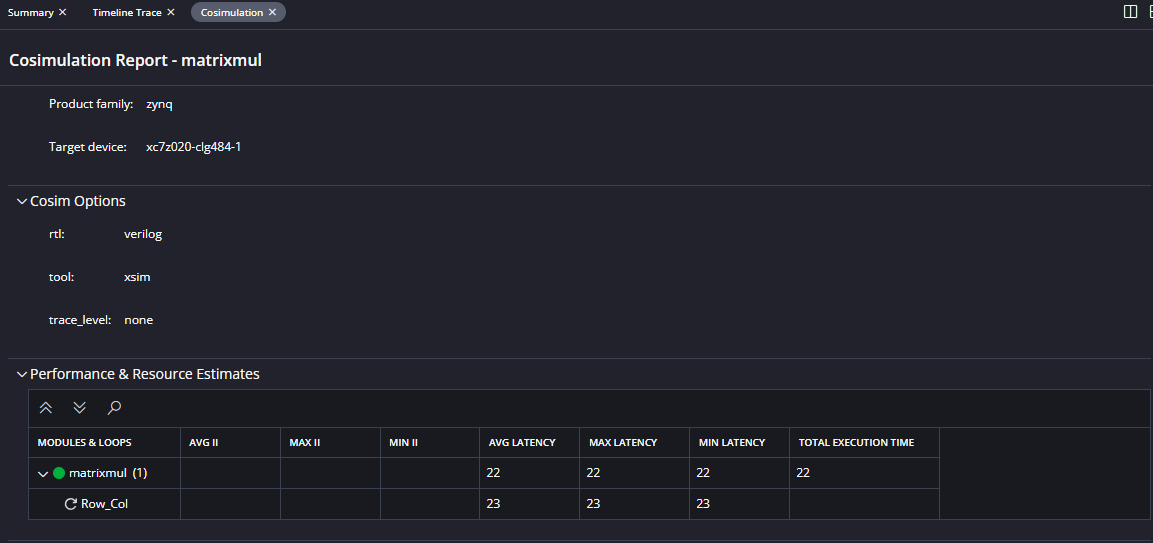 Summary Timeline Trace Cosimulation
Cosimulation Report - matrixmul
Product family: zynq
Target device: xc7z020-clg484-1
Cosim Options
rtl: verilog
tool: xsim
trace_level: none
Performance & Resource Estimates
MODULES & LOOPS AVG II MAX II MIN II AVG LATENCY MAX LATENCY MIN LATENCY TOTAL EXECUTION TIME
matrixmul (1) 22 22 22 22
Row_Col 23 23 23